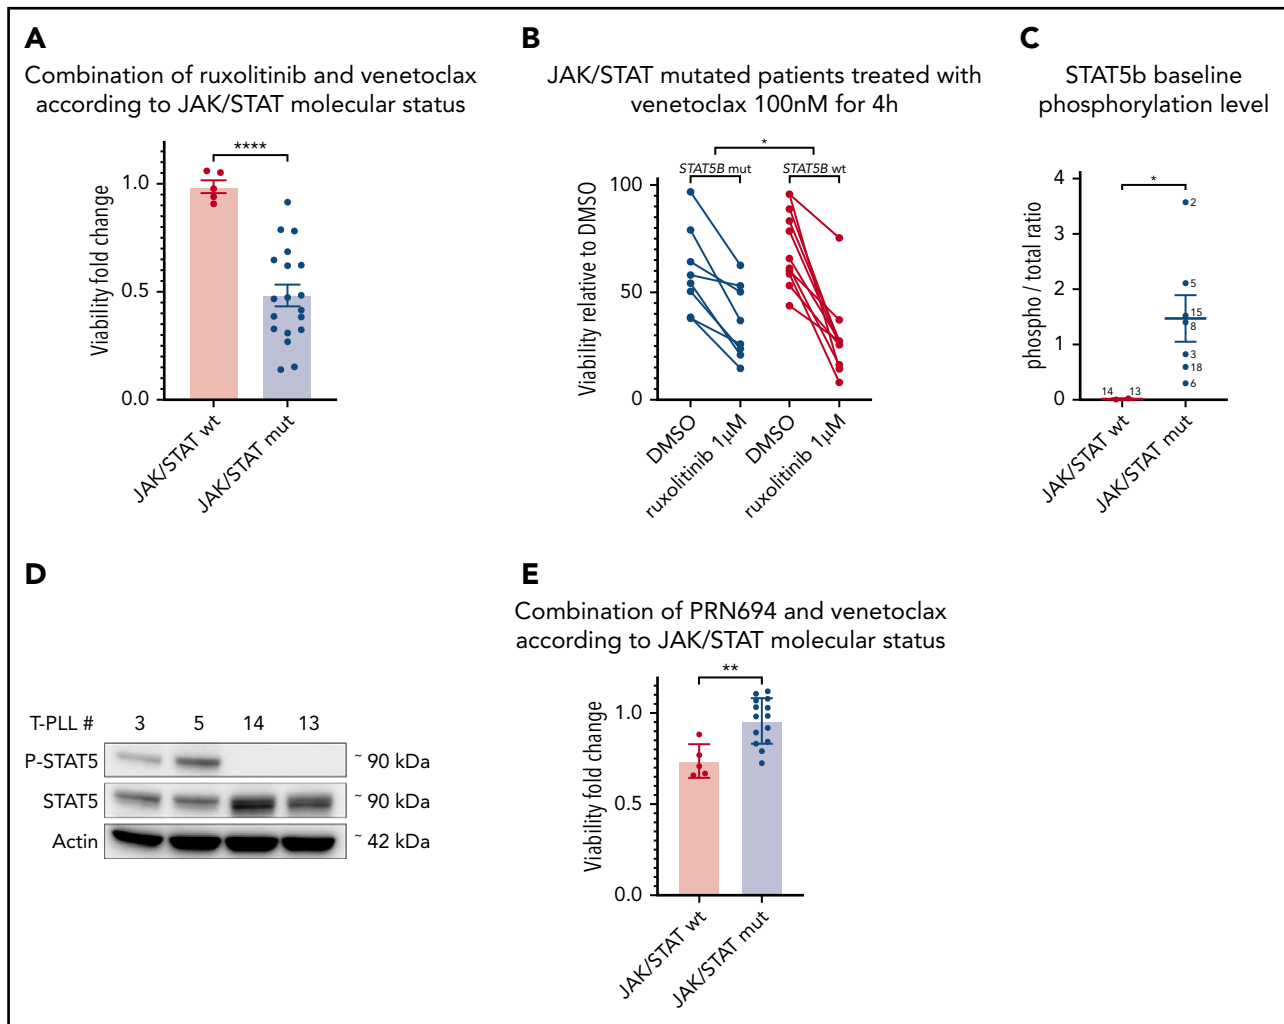 A
Combination of ruxolitinib and venetoclax
according to JAK/STAT molecular status
****
1.0
0.5
0.0
Viability fold change
JAK/STAT wt
JAK/STAT mut
B
JAK/STAT mutated patients treated with
venetoclax 100nM for 4h
*
STAT5B mut
STAT5B wt
100
50
0
Viability relative to DMSO
DMSO
ruxolitinib 1μM
DMSO
ruxolitinib 1μM
C
STAT5b baseline
phosphorylation level
*
4
3
2
1
0
phospho / total ratio
2
5
15
8
3
18
6
14
13
JAK/STAT wt
JAK/STAT mut
D
T-PLL # 3 5 14 13
P-STAT5 ~ 90 kDa
STAT5 ~ 90 kDa
Actin ~ 42 kDa
E
Combination of PRN694 and venetoclax
according to JAK/STAT molecular status
**
1.0
0.5
0.0
Viability fold change
JAK/STAT wt
JAK/STAT mut